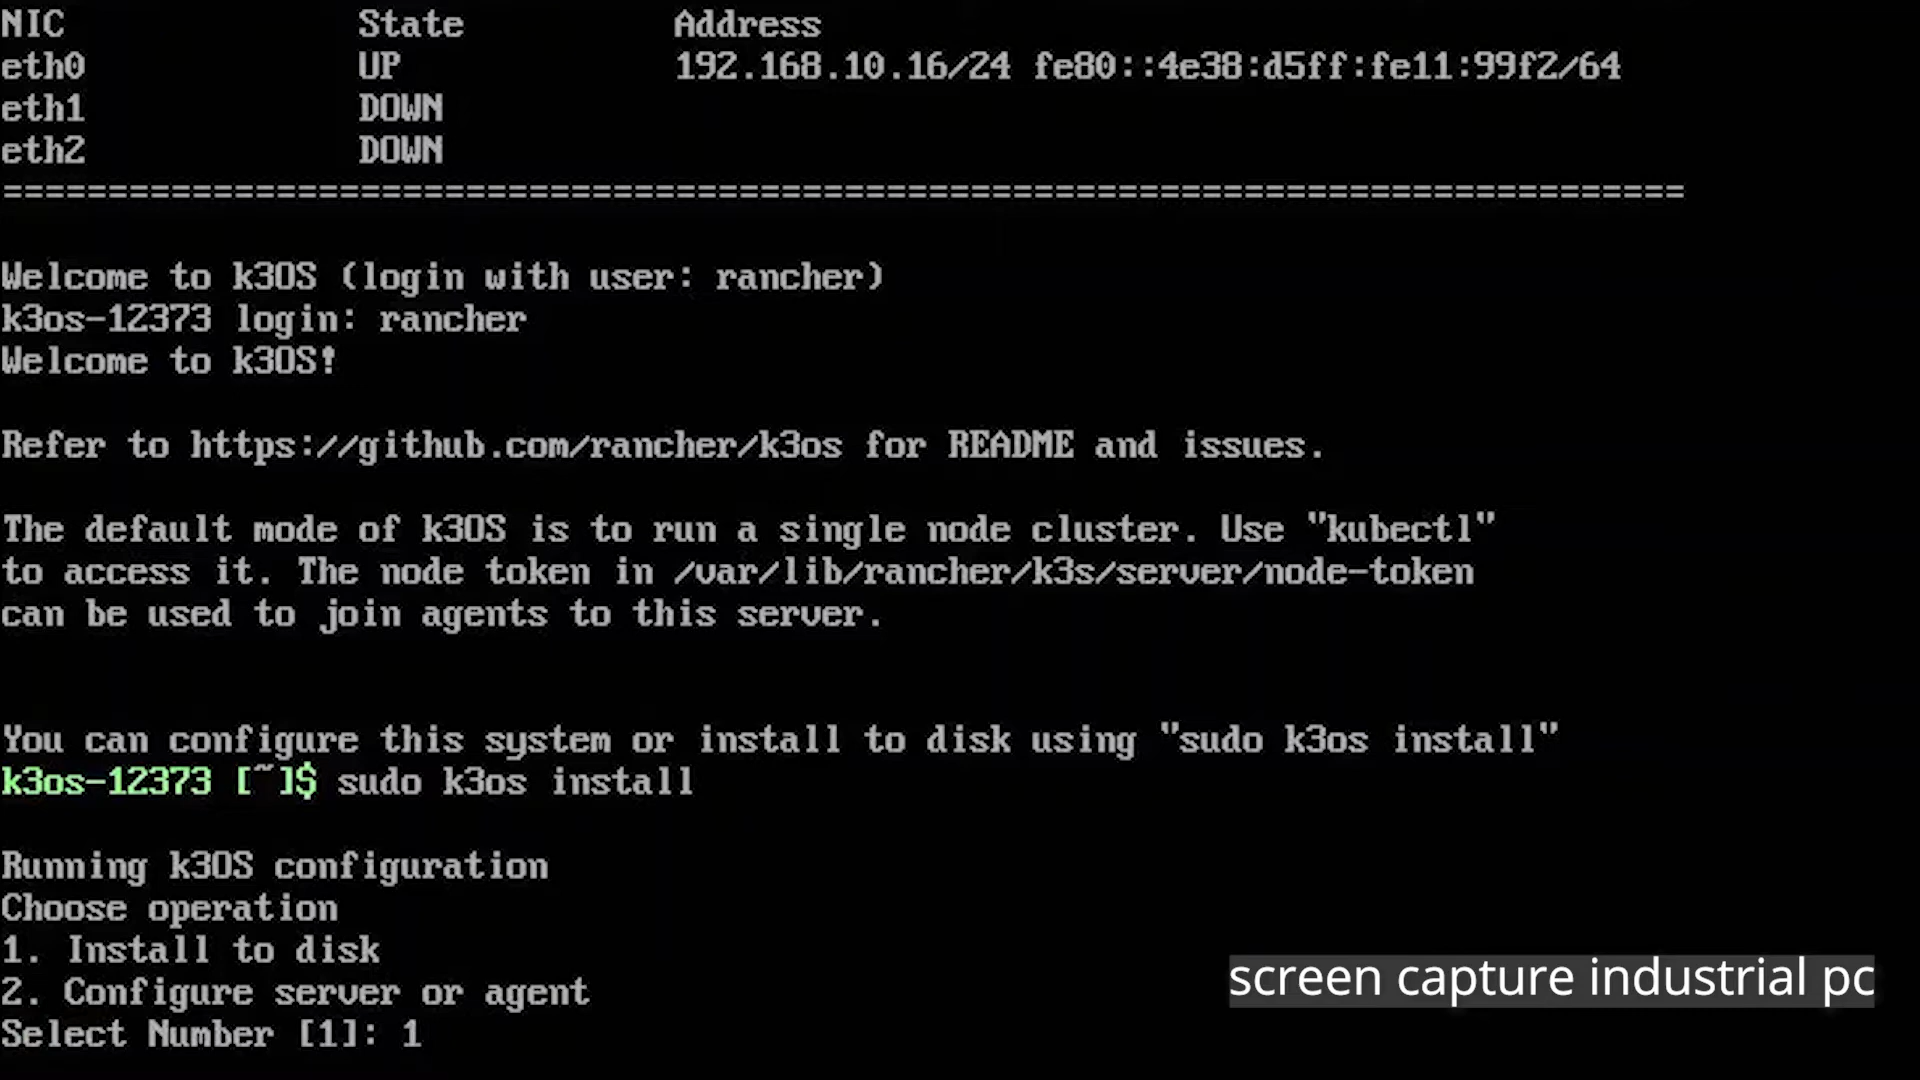 NIC State Address
eth0 UP 192.168.10.16/24 fe80::4e38:d5ff:fe11:99f2/64
eth1 DOWN
eth2 DOWN
================================================================================
Welcome to k3OS (login with user: rancher)
k3os-12373 login: rancher
Welcome to k3OS!
Refer to https://github.com/rancher/k3os for README and issues.
The default mode of k3OS is to run a single node cluster. Use "kubectl"
to access it. The node token in /var/lib/rancher/k3s/server/node-token
can be used to join agents to this server.
You can configure this system or install to disk using "sudo k3os install"
k3os-12373 [~]$ sudo k3os install
Running k3OS configuration
Choose operation
1. Install to disk
2. Configure server or agent
Select Number [1]: 1
screen capture industrial pc